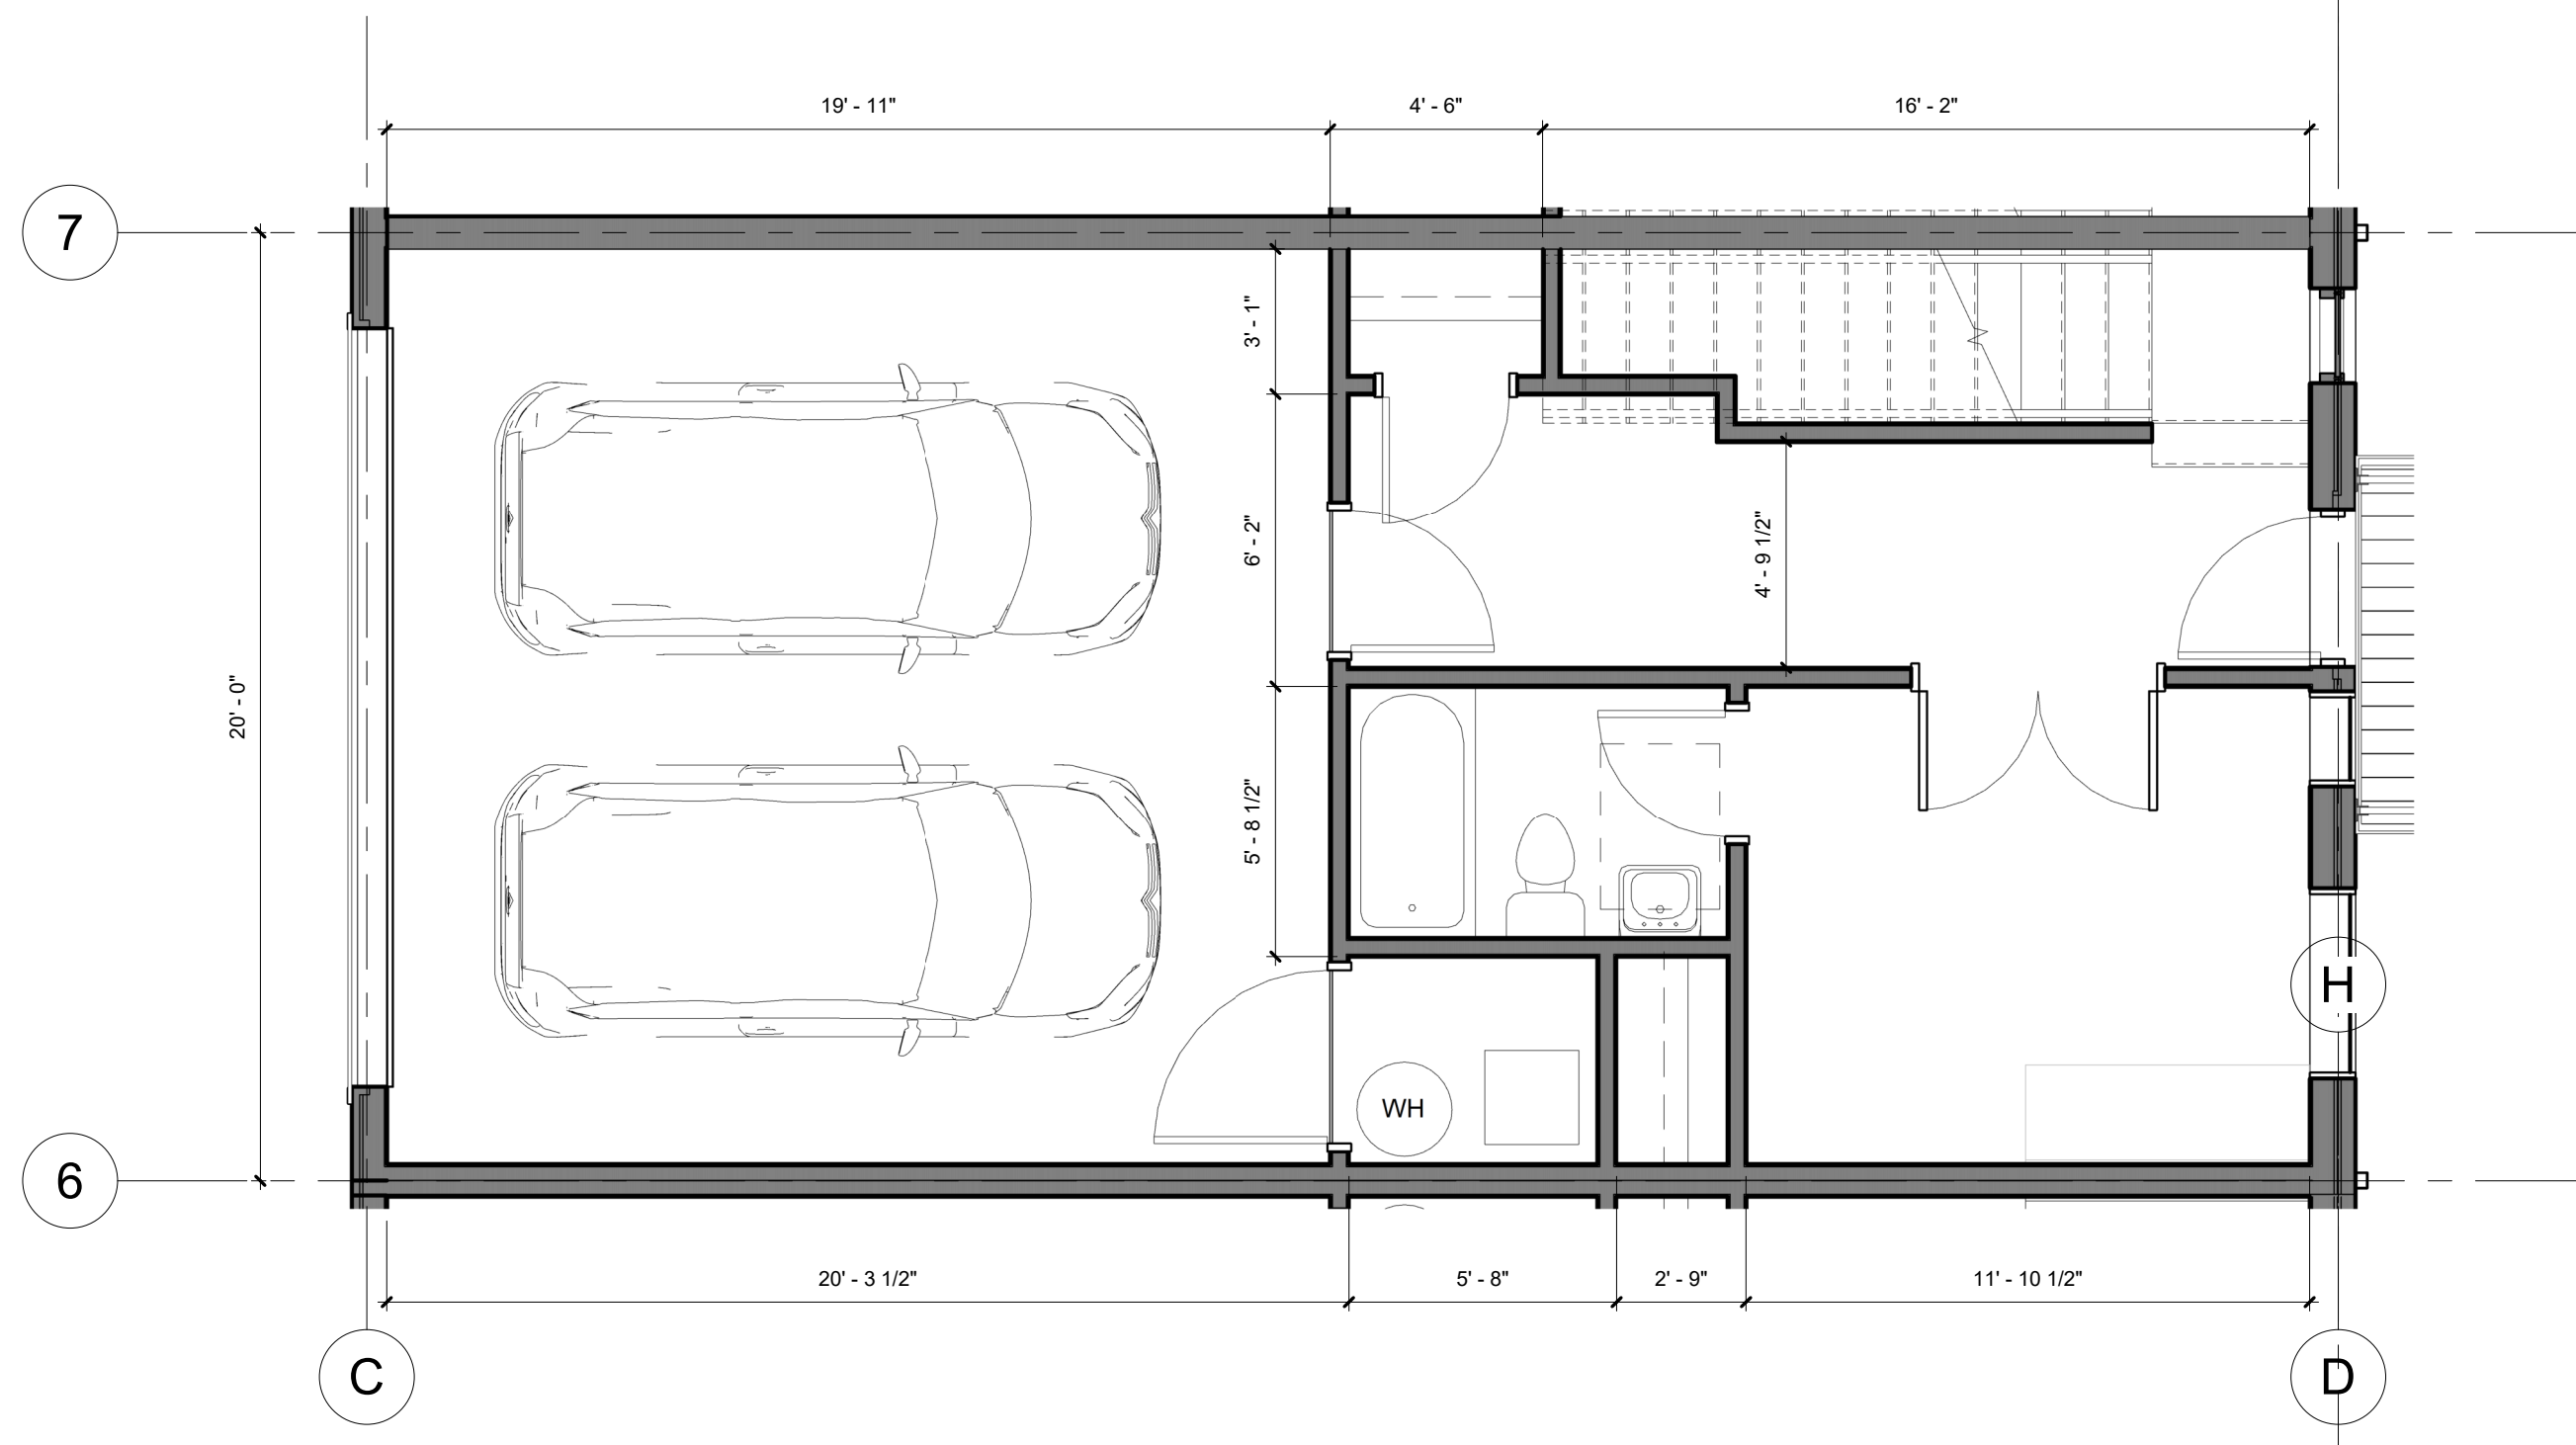 19' - 11"
4' - 6"
16' - 2"
7
3' - 1"
6' - 2"
4' - 9 1/2"
20' - 0"
5' - 8 1/2"
H
WH
6
20' - 3 1/2"
5' - 8"
2' - 9"
11' - 10 1/2"
C
D